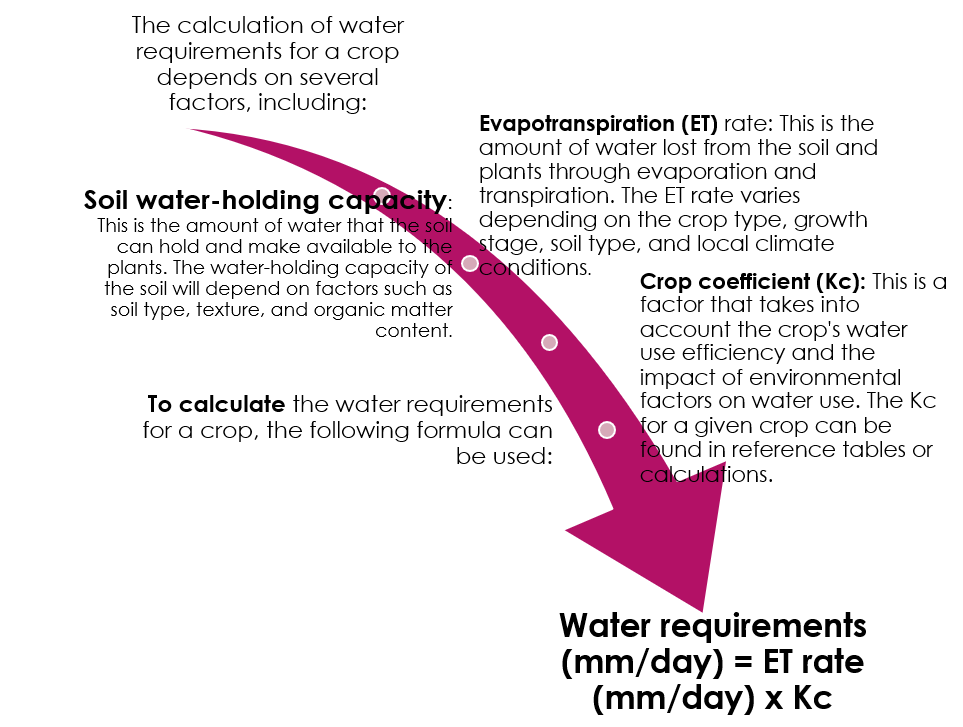 The calculation of water
requirements for a crop
depends on several
factors, including:
Soil water-holding capacity:
This is the amount of water that the soil
can hold and make available to the
plants. The water-holding capacity of
the soil will depend on factors such as
soil type, texture, and organic matter
content.
Evapotranspiration (ET) rate: This is the
amount of water lost from the soil and
plants through evaporation and
transpiration. The ET rate varies
depending on the crop type, growth
stage, soil type, and local climate
conditions.
Crop coefficient (Kc): This is a
factor that takes into
account the crop's water
use efficiency and the
impact of environmental
factors on water use. The Kc
for a given crop can be
found in reference tables or
calculations.
To calculate the water requirements
for a crop, the following formula can
be used:
Water requirements
(mm/day) = ET rate
(mm/day) x Kc